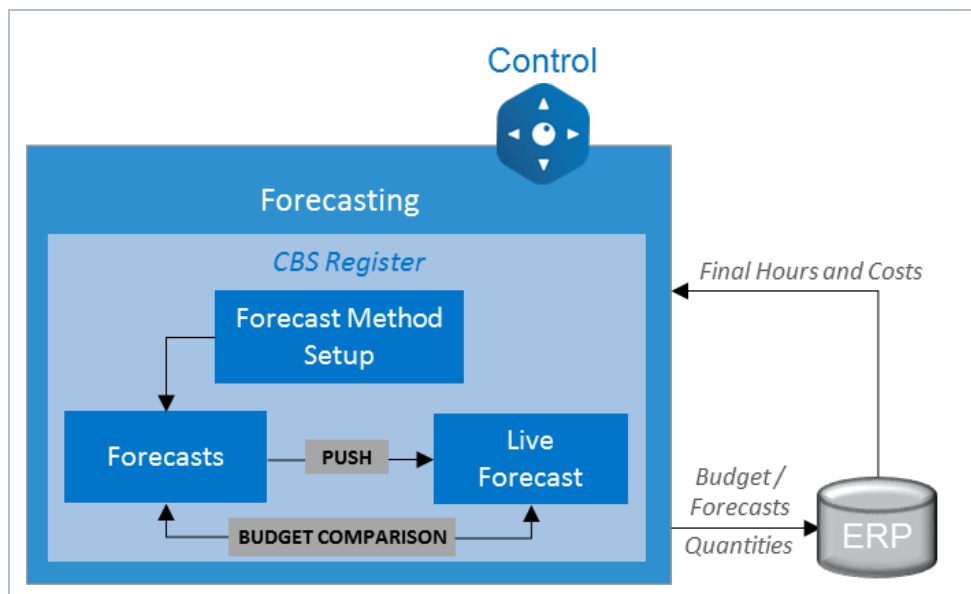 Control
Forecasting
CBS Register
Final Hours and Costs
Forecast Method
Setup
Forecasts
PUSH
Live
Forecast
Budget /
Forecasts
Quantities
BUDGET COMPARISON
ERP